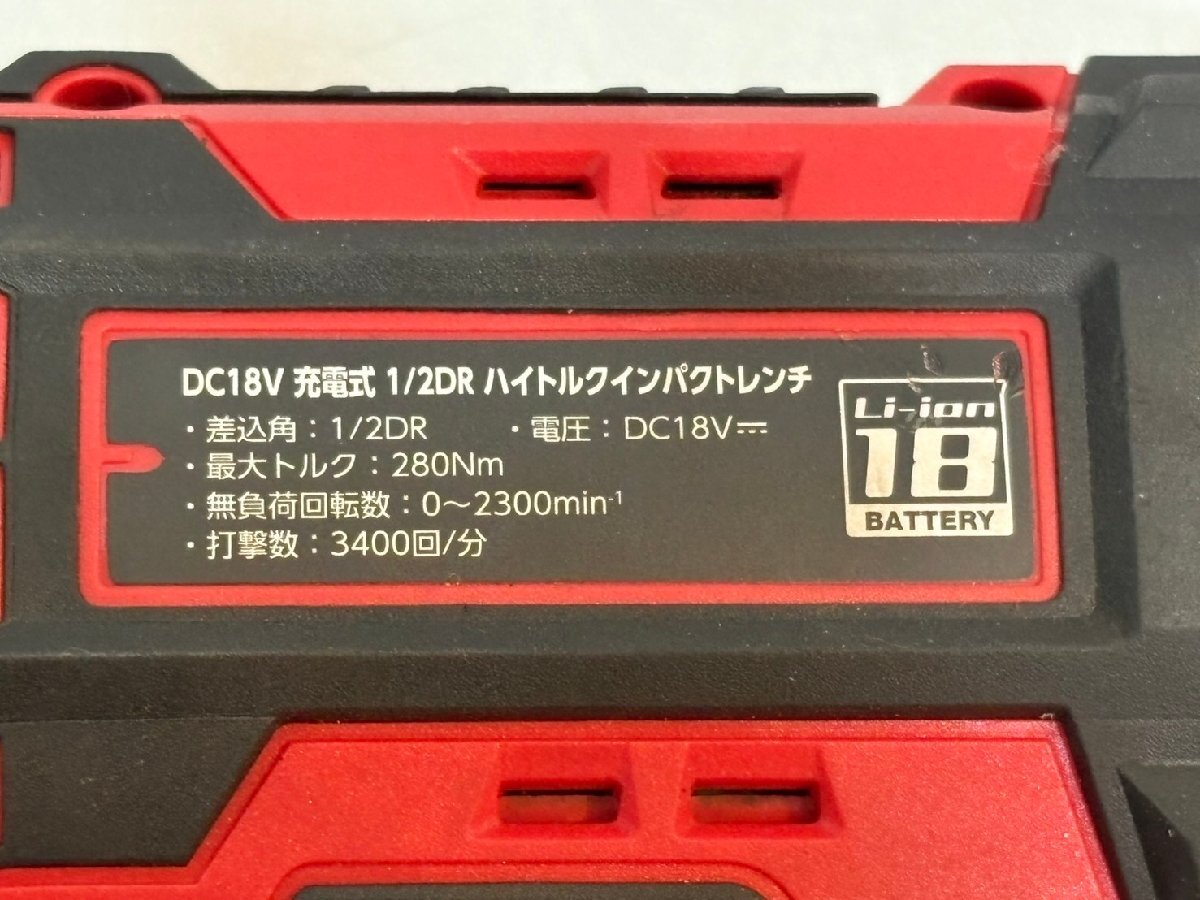 DC18V 充電式 1/2DR ハイトルクインパクトレンチ
・差込角：1/2DR ・電圧：DC18V⎓
・最大トルク：280Nm
・無負荷回転数：0～2300min⁻¹
・打撃数：3400回/分
Li-ion
18
BATTERY